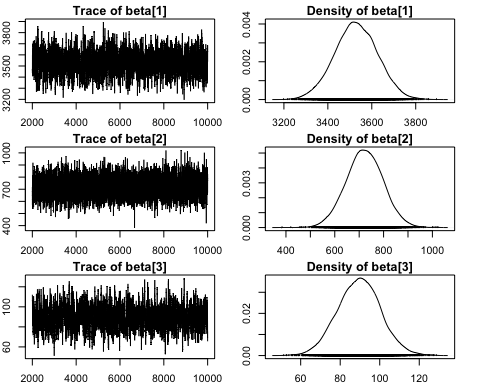 Trace of beta[1]
3200 3500 3800
2000 4000 6000 8000 10000
Density of beta[1]
0.000 0.002 0.004
3200 3400 3600 3800
Trace of beta[2]
400 700 1000
2000 4000 6000 8000 10000
Density of beta[2]
0.000 0.003
400 600 800 1000
Trace of beta[3]
60 100
2000 4000 6000 8000 10000
Density of beta[3]
0.00 0.02
60 80 100 120